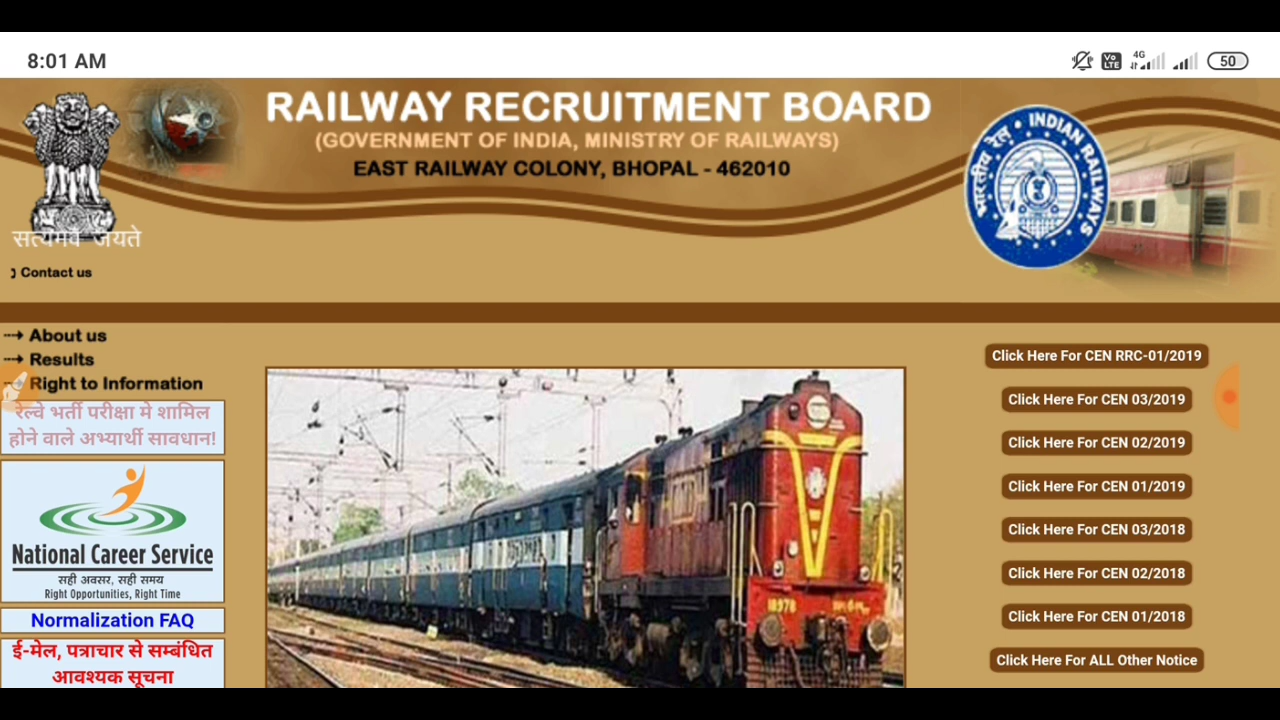 8:01 AM
4G
Vo
LTE
50
RAILWAY RECRUITMENT BOARD
(GOVERNMENT OF INDIA, MINISTRY OF RAILWAYS)
EAST RAILWAY COLONY, BHOPAL - 462010
भारतीय रेल • INDIAN RAILWAYS
सत्यमेव जयते
Contact us
About us
Results
Right to Information
रेल्वे भर्ती परीक्षा मे शामिल
होने वाले अभ्यार्थी सावधान!
National Career Service
सही अवसर, सही समय
Right Opportunities, Right Time
Normalization FAQ
ई-मेल, पत्राचार से सम्बंधित
आवश्यक सूचना
18978
Click Here For CEN RRC-01/2019
Click Here For CEN 03/2019
Click Here For CEN 02/2019
Click Here For CEN 01/2019
Click Here For CEN 03/2018
Click Here For CEN 02/2018
Click Here For CEN 01/2018
Click Here For ALL Other Notice